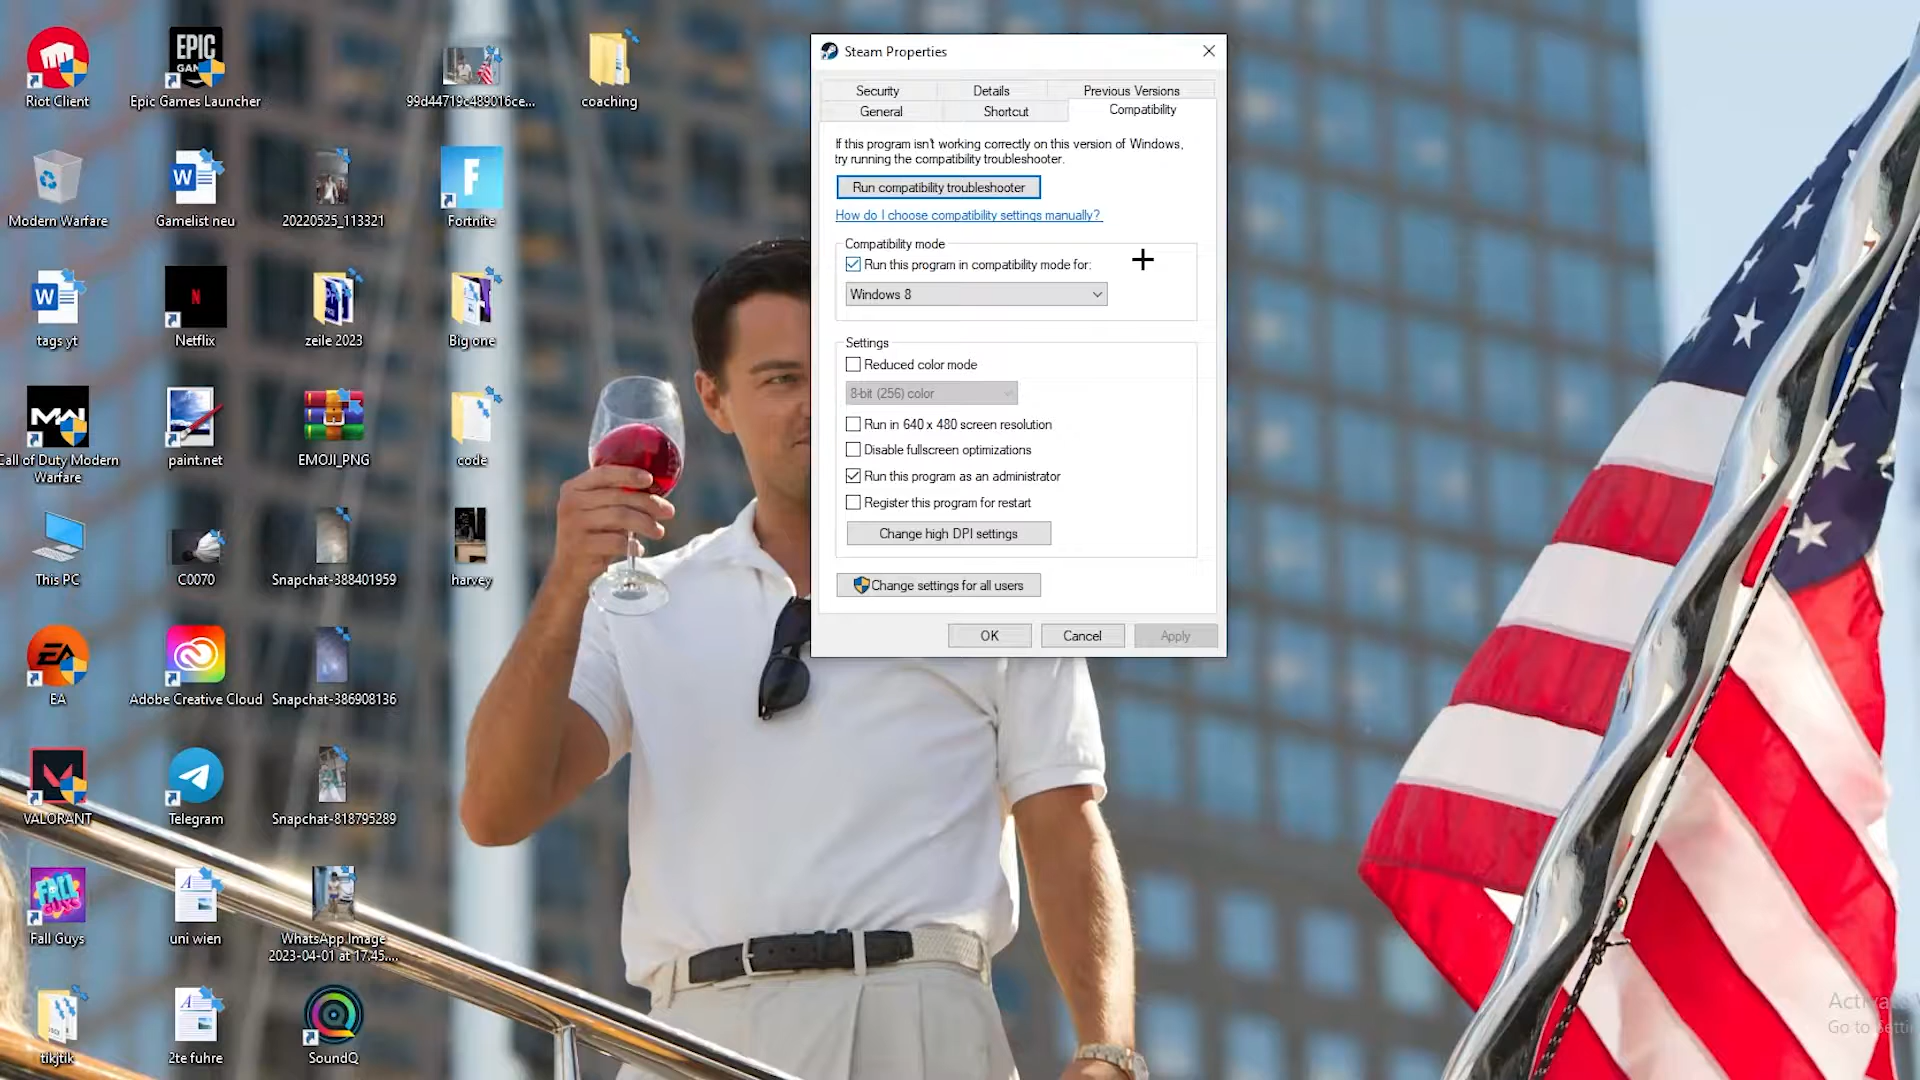 Riot Client
EPIC
GAMES
Epic Games Launcher
99d44719c489016ce...
coaching
Modern Warfare
W
Gamelist neu
20220525_113321
F
Fortnite
W
tags yt
N
Netflix
zeile 2023
Big one
MW
Call of Duty Modern
Warfare
paint.net
EMOJI_PNG
code
This PC
C0070
Snapchat-388401959
harvey
EA
EA
Adobe Creative Cloud
Snapchat-386908136
VALORANT
Telegram
Snapchat-818795289
FALL
GUYS
Fall Guys
uni wien
WhatsApp Image
2023-04-01 at 17.45....
tikjtik
2te fuhre
SoundQ
Steam Properties
Security
Details
Previous Versions
General
Shortcut
Compatibility
If this program isn't working correctly on this version of Windows,
try running the compatibility troubleshooter.
Run compatibility troubleshooter
How do I choose compatibility settings manually?
Compatibility mode
Run this program in compatibility mode for:
Windows 8
Settings
Reduced color mode
8-bit (256) color
Run in 640 x 480 screen resolution
Disable fullscreen optimizations
Run this program as an administrator
Register this program for restart
Change high DPI settings
Change settings for all users
OK
Cancel
Apply
Go to